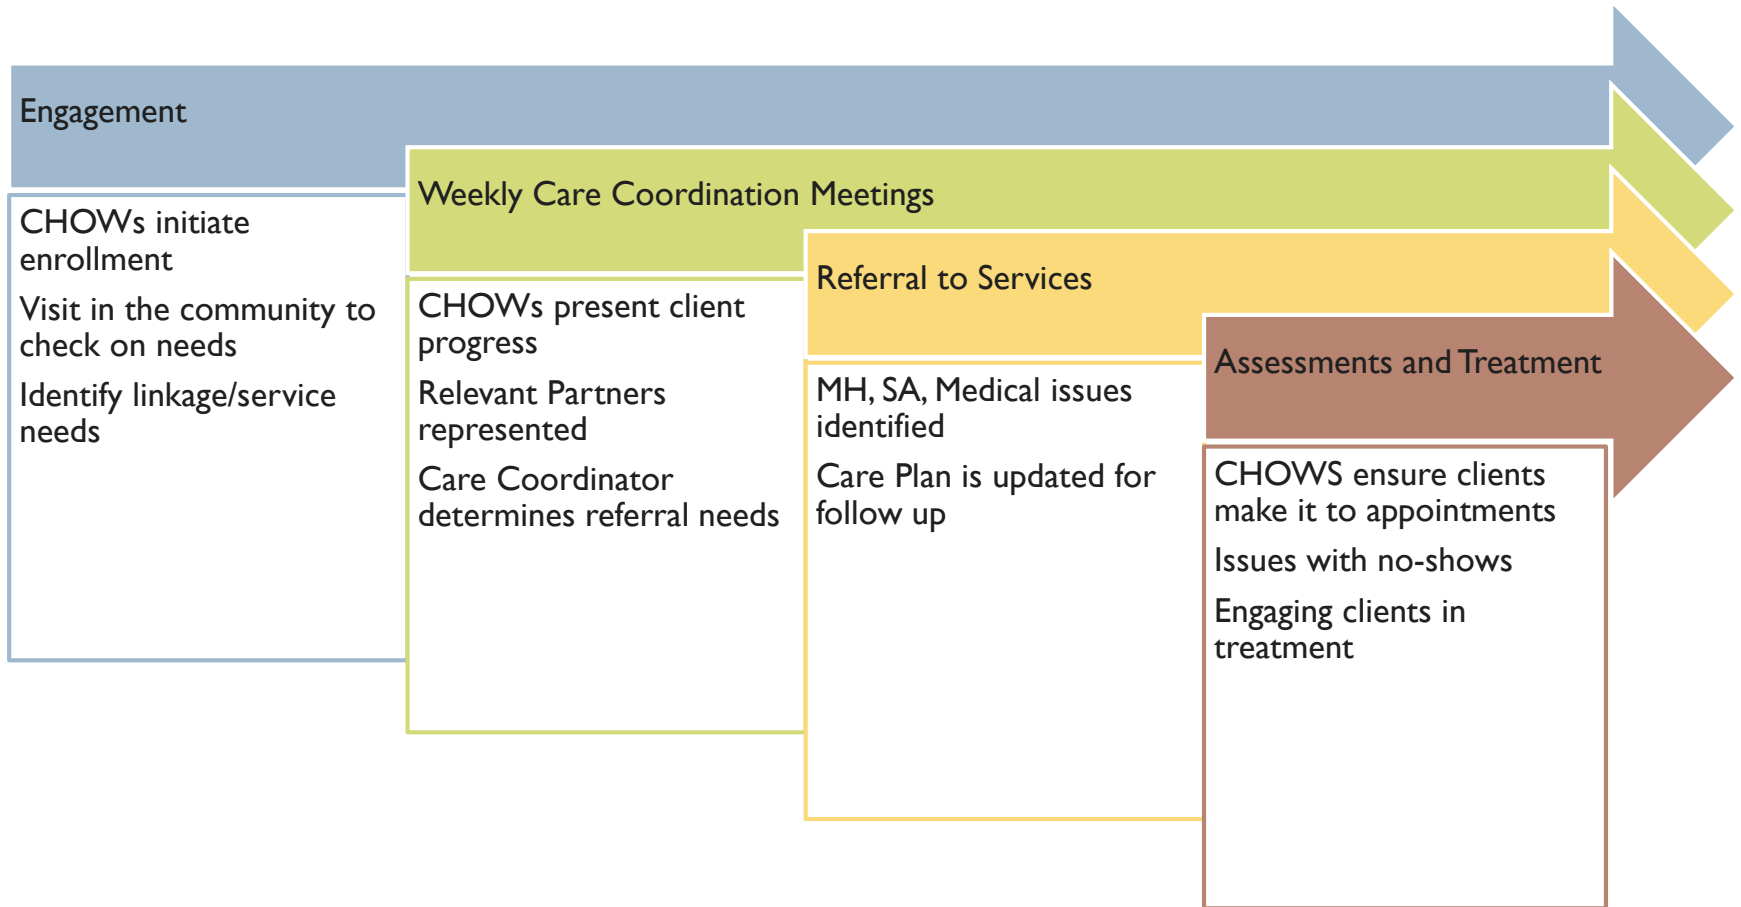 Engagement
CHOWs initiate
enrollment
Visit in the community to
check on needs
Identify linkage/service
needs
Weekly Care Coordination Meetings
CHOWs present client
progress
Relevant Partners
represented
Care Coordinator
determines referral needs
Referral to Services
MH, SA, Medical issues
identified
Care Plan is updated for
follow up
Assessments and Treatment
CHOWS ensure clients
make it to appointments
Issues with no-shows
Engaging clients in
treatment